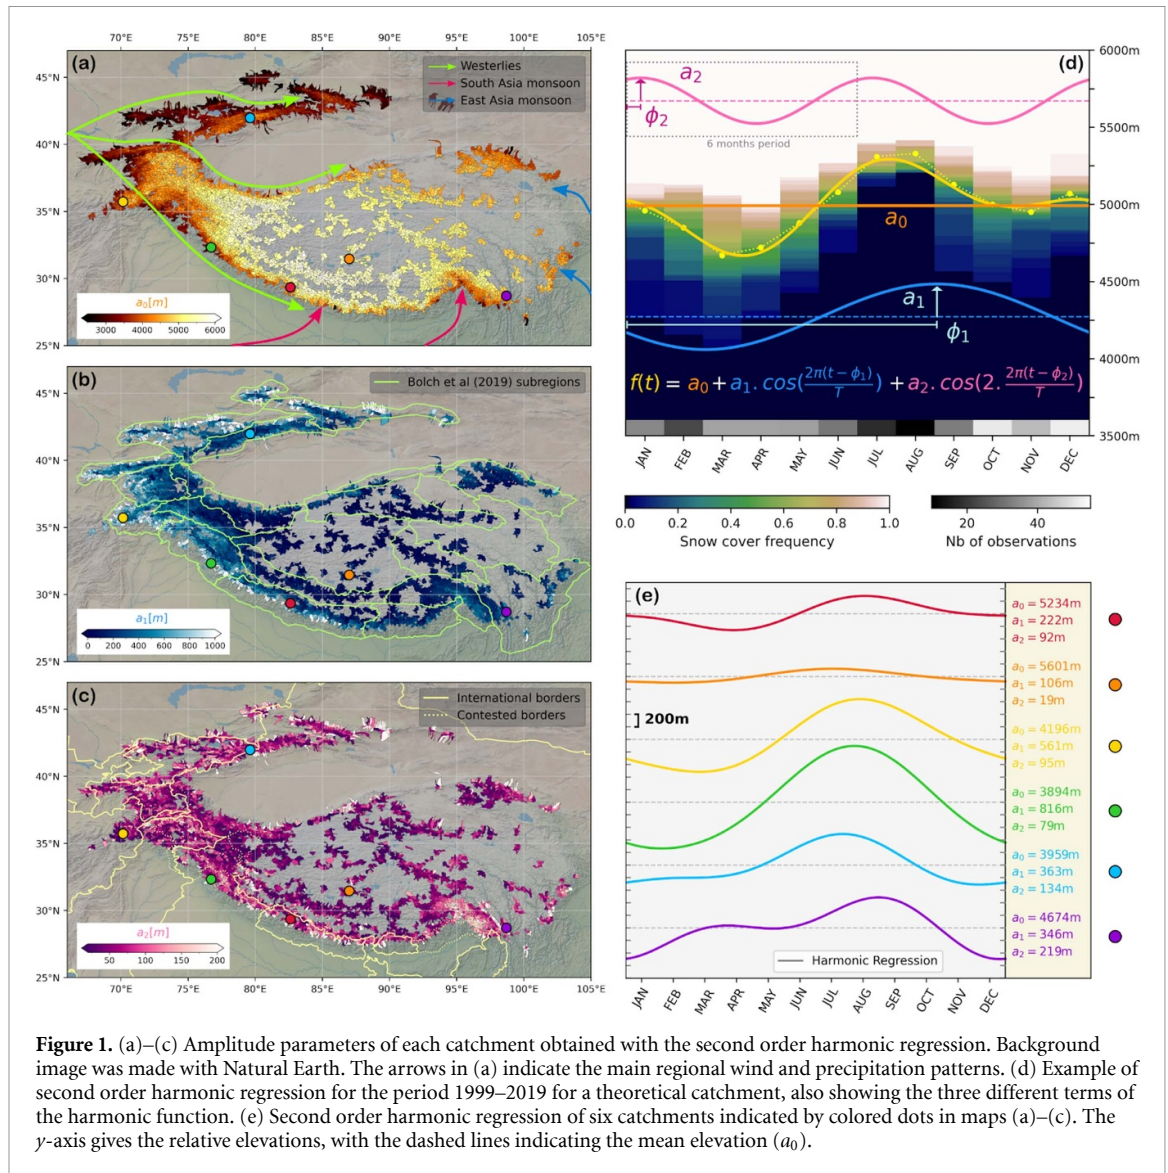 70°E 75°E 80°E 85°E 90°E 95°E 100°E 105°E
(a)
Westerlies
South Asia monsoon
East Asia monsoon
45°N
40°N
35°N
30°N
25°N
a₀[m]
3000 4000 5000 6000
(b)
Bolch et al (2019) subregions
45°N
40°N
35°N
30°N
25°N
a₁[m]
0 200 400 600 800 1000
(c)
International borders
Contested borders
45°N
40°N
35°N
30°N
25°N
a₂[m]
50 100 150 200
70°E 75°E 80°E 85°E 90°E 95°E 100°E 105°E
(d)
a₂
ϕ₂
6 months period
a₀
a₁
ϕ₁
f(t) = a₀ + a₁ . cos(2π(t − ϕ₁)/T) + a₂. cos(2. 2π(t − ϕ₂)/T)
6000m
5500m
5000m
4500m
4000m
3500m
JAN FEB MAR APR MAY JUN JUL AUG SEP OCT NOV DEC
0.0 0.2 0.4 0.6 0.8 1.0
Snow cover frequency
20 40
Nb of observations
(e)
a₀ = 5234m
a₁ = 222m
a₂ = 92m
a₀ = 5601m
a₁ = 106m
a₂ = 19m
200m
a₀ = 4196m
a₁ = 561m
a₂ = 95m
a₀ = 3894m
a₁ = 816m
a₂ = 79m
a₀ = 3959m
a₁ = 363m
a₂ = 134m
a₀ = 4674m
a₁ = 346m
a₂ = 219m
Harmonic Regression
JAN FEB MAR APR MAY JUN JUL AUG SEP OCT NOV DEC
Figure 1. (a)–(c) Amplitude parameters of each catchment obtained with the second order harmonic regression. Background
image was made with Natural Earth. The arrows in (a) indicate the main regional wind and precipitation patterns. (d) Example of
second order harmonic regression for the period 1999–2019 for a theoretical catchment, also showing the three different terms of
the harmonic function. (e) Second order harmonic regression of six catchments indicated by colored dots in maps (a)–(c). The
y-axis gives the relative elevations, with the dashed lines indicating the mean elevation (a₀).